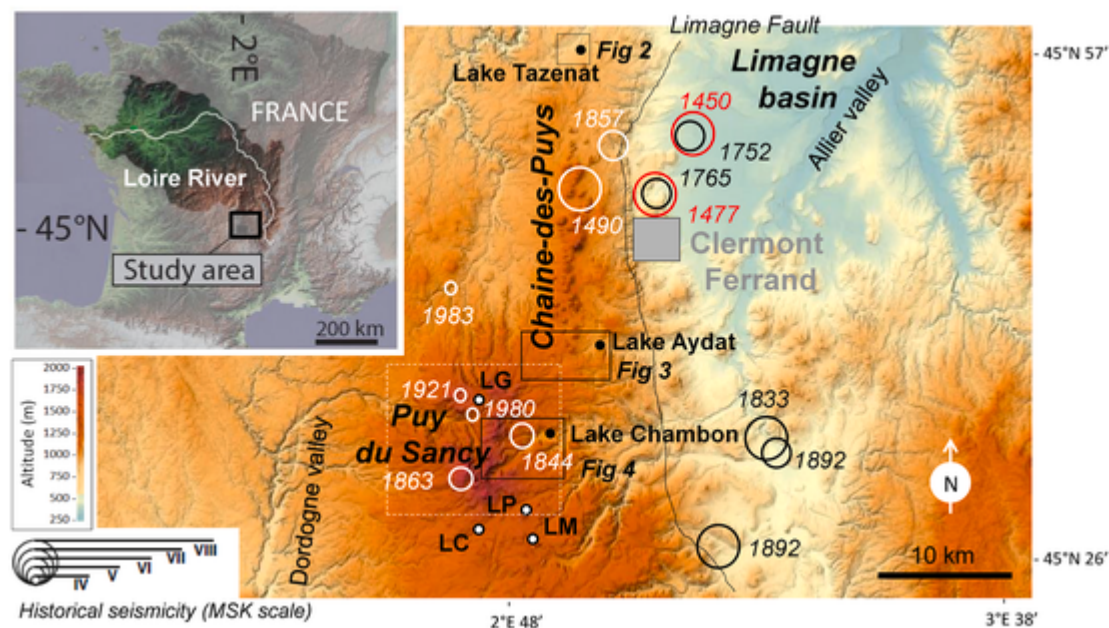 - 2°E
FRANCE
Loire River
- 45°N
Study area
200 km
Limagne Fault
Fig 2
Lake Tazenat
Limagne
basin
- 45°N 57'
1450
1857
1752
Allier valley
Chaine-des-Puys
1765
1490
1477
Clermont
Ferrand
1983
Lake Aydat
Fig 3
2000
1750
1500
1250
1000
750
500
250
Altitude (m)
LG
1921
1980
Puy
du Sancy
1833
Lake Chambon
1844
1892
Fig 4
1863
N
Dordogne valley
LP
LM
LC
1892
10 km
- 45°N 26'
VIII
VII
VI
V
IV
Historical seismicity (MSK scale)
2°E 48'
3°E 38'